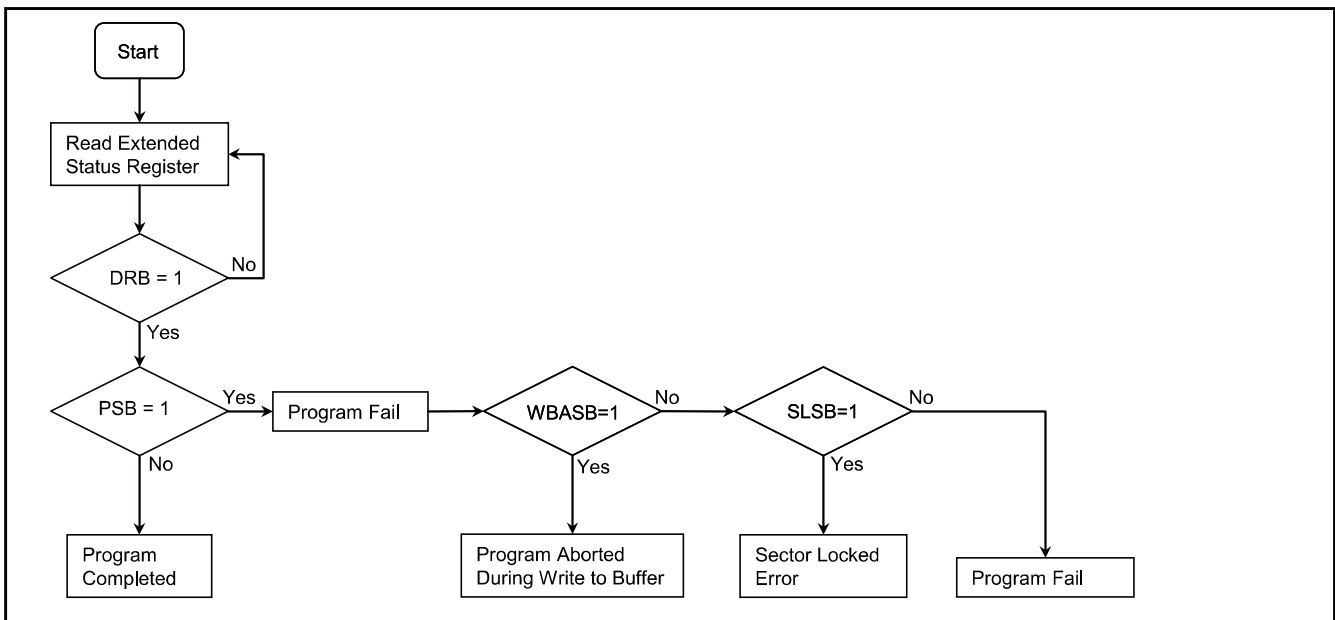 Start
Read Extended
Status Register
DRB = 1
No
Yes
PSB = 1
Yes
No
Program Fail
WBASB=1
No
Yes
SLSB=1
No
Yes
Program
Completed
Program Aborted
During Write to Buffer
Sector Locked
Error
Program Fail